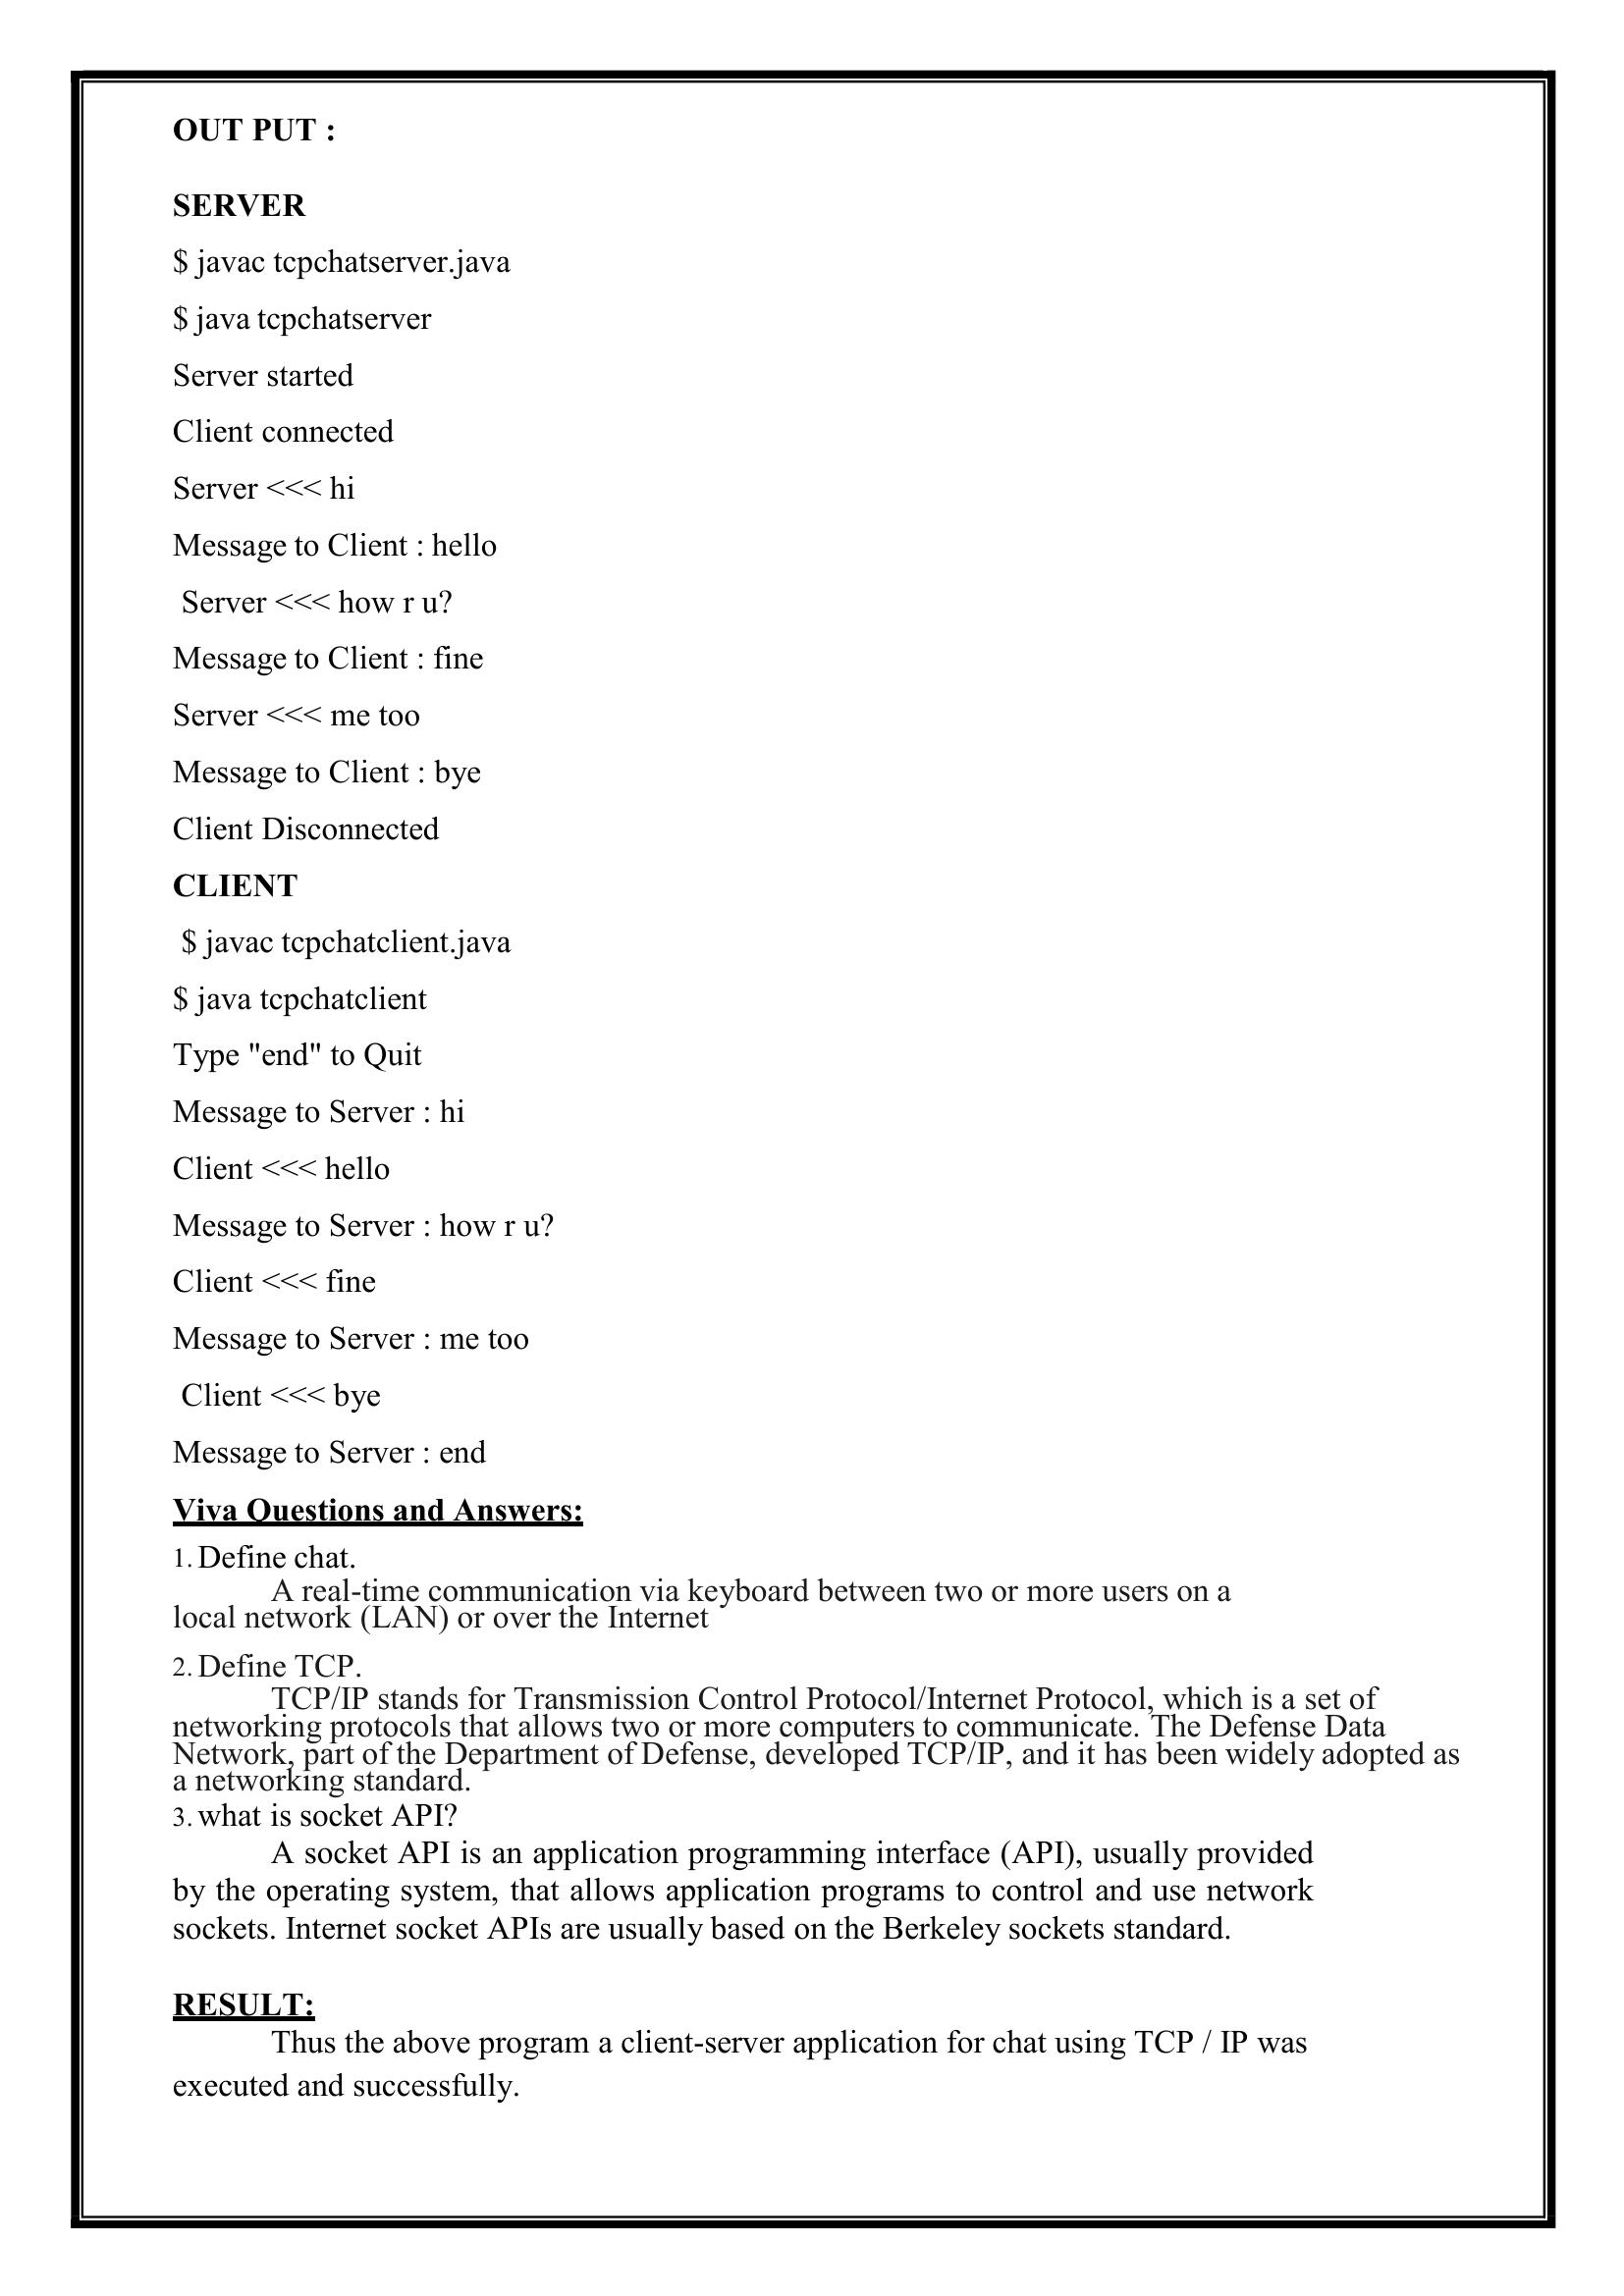 OUT PUT :
SERVER
$ javac tcpchatserver.java
$ java tcpchatserver
Server started
Client connected
Server <<< hi
Message to Client : hello
Server <<< how r u?
Message to Client : fine
Server <<< me too
Message to Client : bye
Client Disconnected
CLIENT
$ javac tcpchatclient.java
$ java tcpchatclient
Type "end" to Quit
Message to Server : hi
Client <<< hello
Message to Server : how r u?
Client <<< fine
Message to Server : me too
Client <<< bye
Message to Server : end
Viva Questions and Answers:
1. Define chat.
A real-time communication via keyboard between two or more users on a
local network (LAN) or over the Internet
2. Define TCP.
TCP/IP stands for Transmission Control Protocol/Internet Protocol, which is a set of
networking protocols that allows two or more computers to communicate. The Defense Data
Network, part of the Department of Defense, developed TCP/IP, and it has been widely adopted as
a networking standard.
3. what is socket API?
A socket API is an application programming interface (API), usually provided
by the operating system, that allows application programs to control and use network
sockets. Internet socket APIs are usually based on the Berkeley sockets standard.
RESULT:
Thus the above program a client-server application for chat using TCP / IP was
executed and successfully.